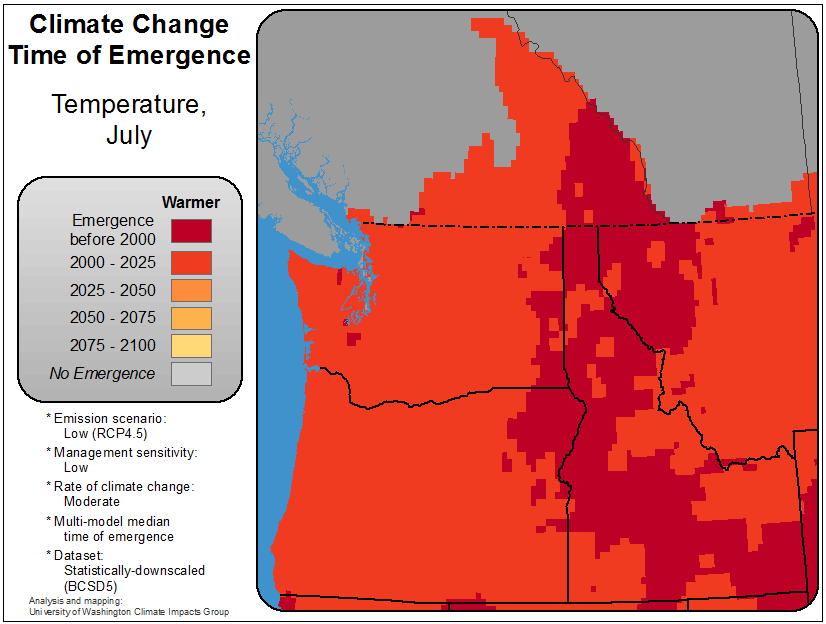 Climate Change
Time of Emergence
Temperature,
July
Warmer
Emergence
before 2000
2000 - 2025
2025 - 2050
2050 - 2075
2075 - 2100
No Emergence
* Emission scenario:
Low (RCP4.5)
* Management sensitivity:
Low
* Rate of climate change:
Moderate
* Multi-model median
time of emergence
* Dataset:
Statistically-downscaled
(BCSD5)
Analysis and mapping:
University of Washington Climate Impacts Group